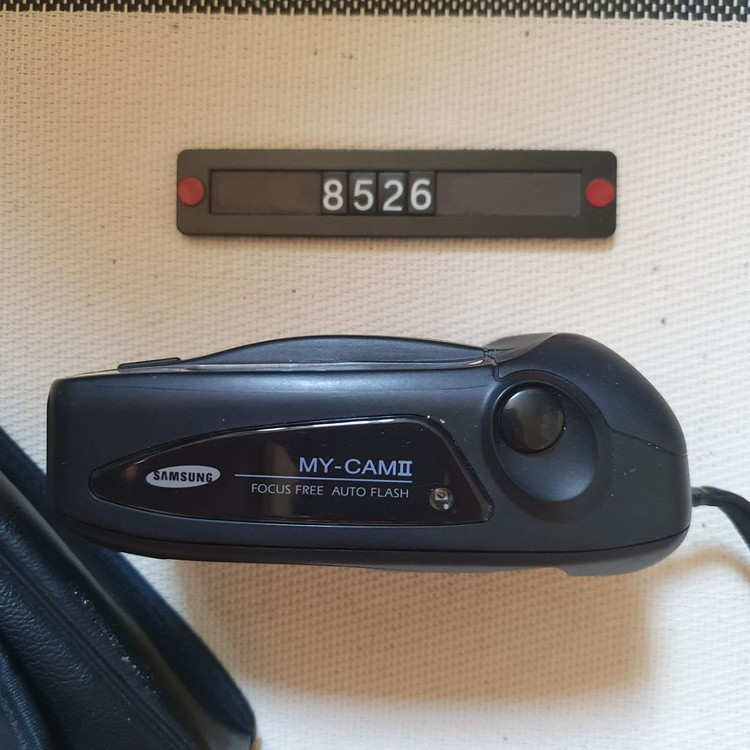 8526
SAMSUNG
MY-CAMII
FOCUS FREE AUTO FLASH